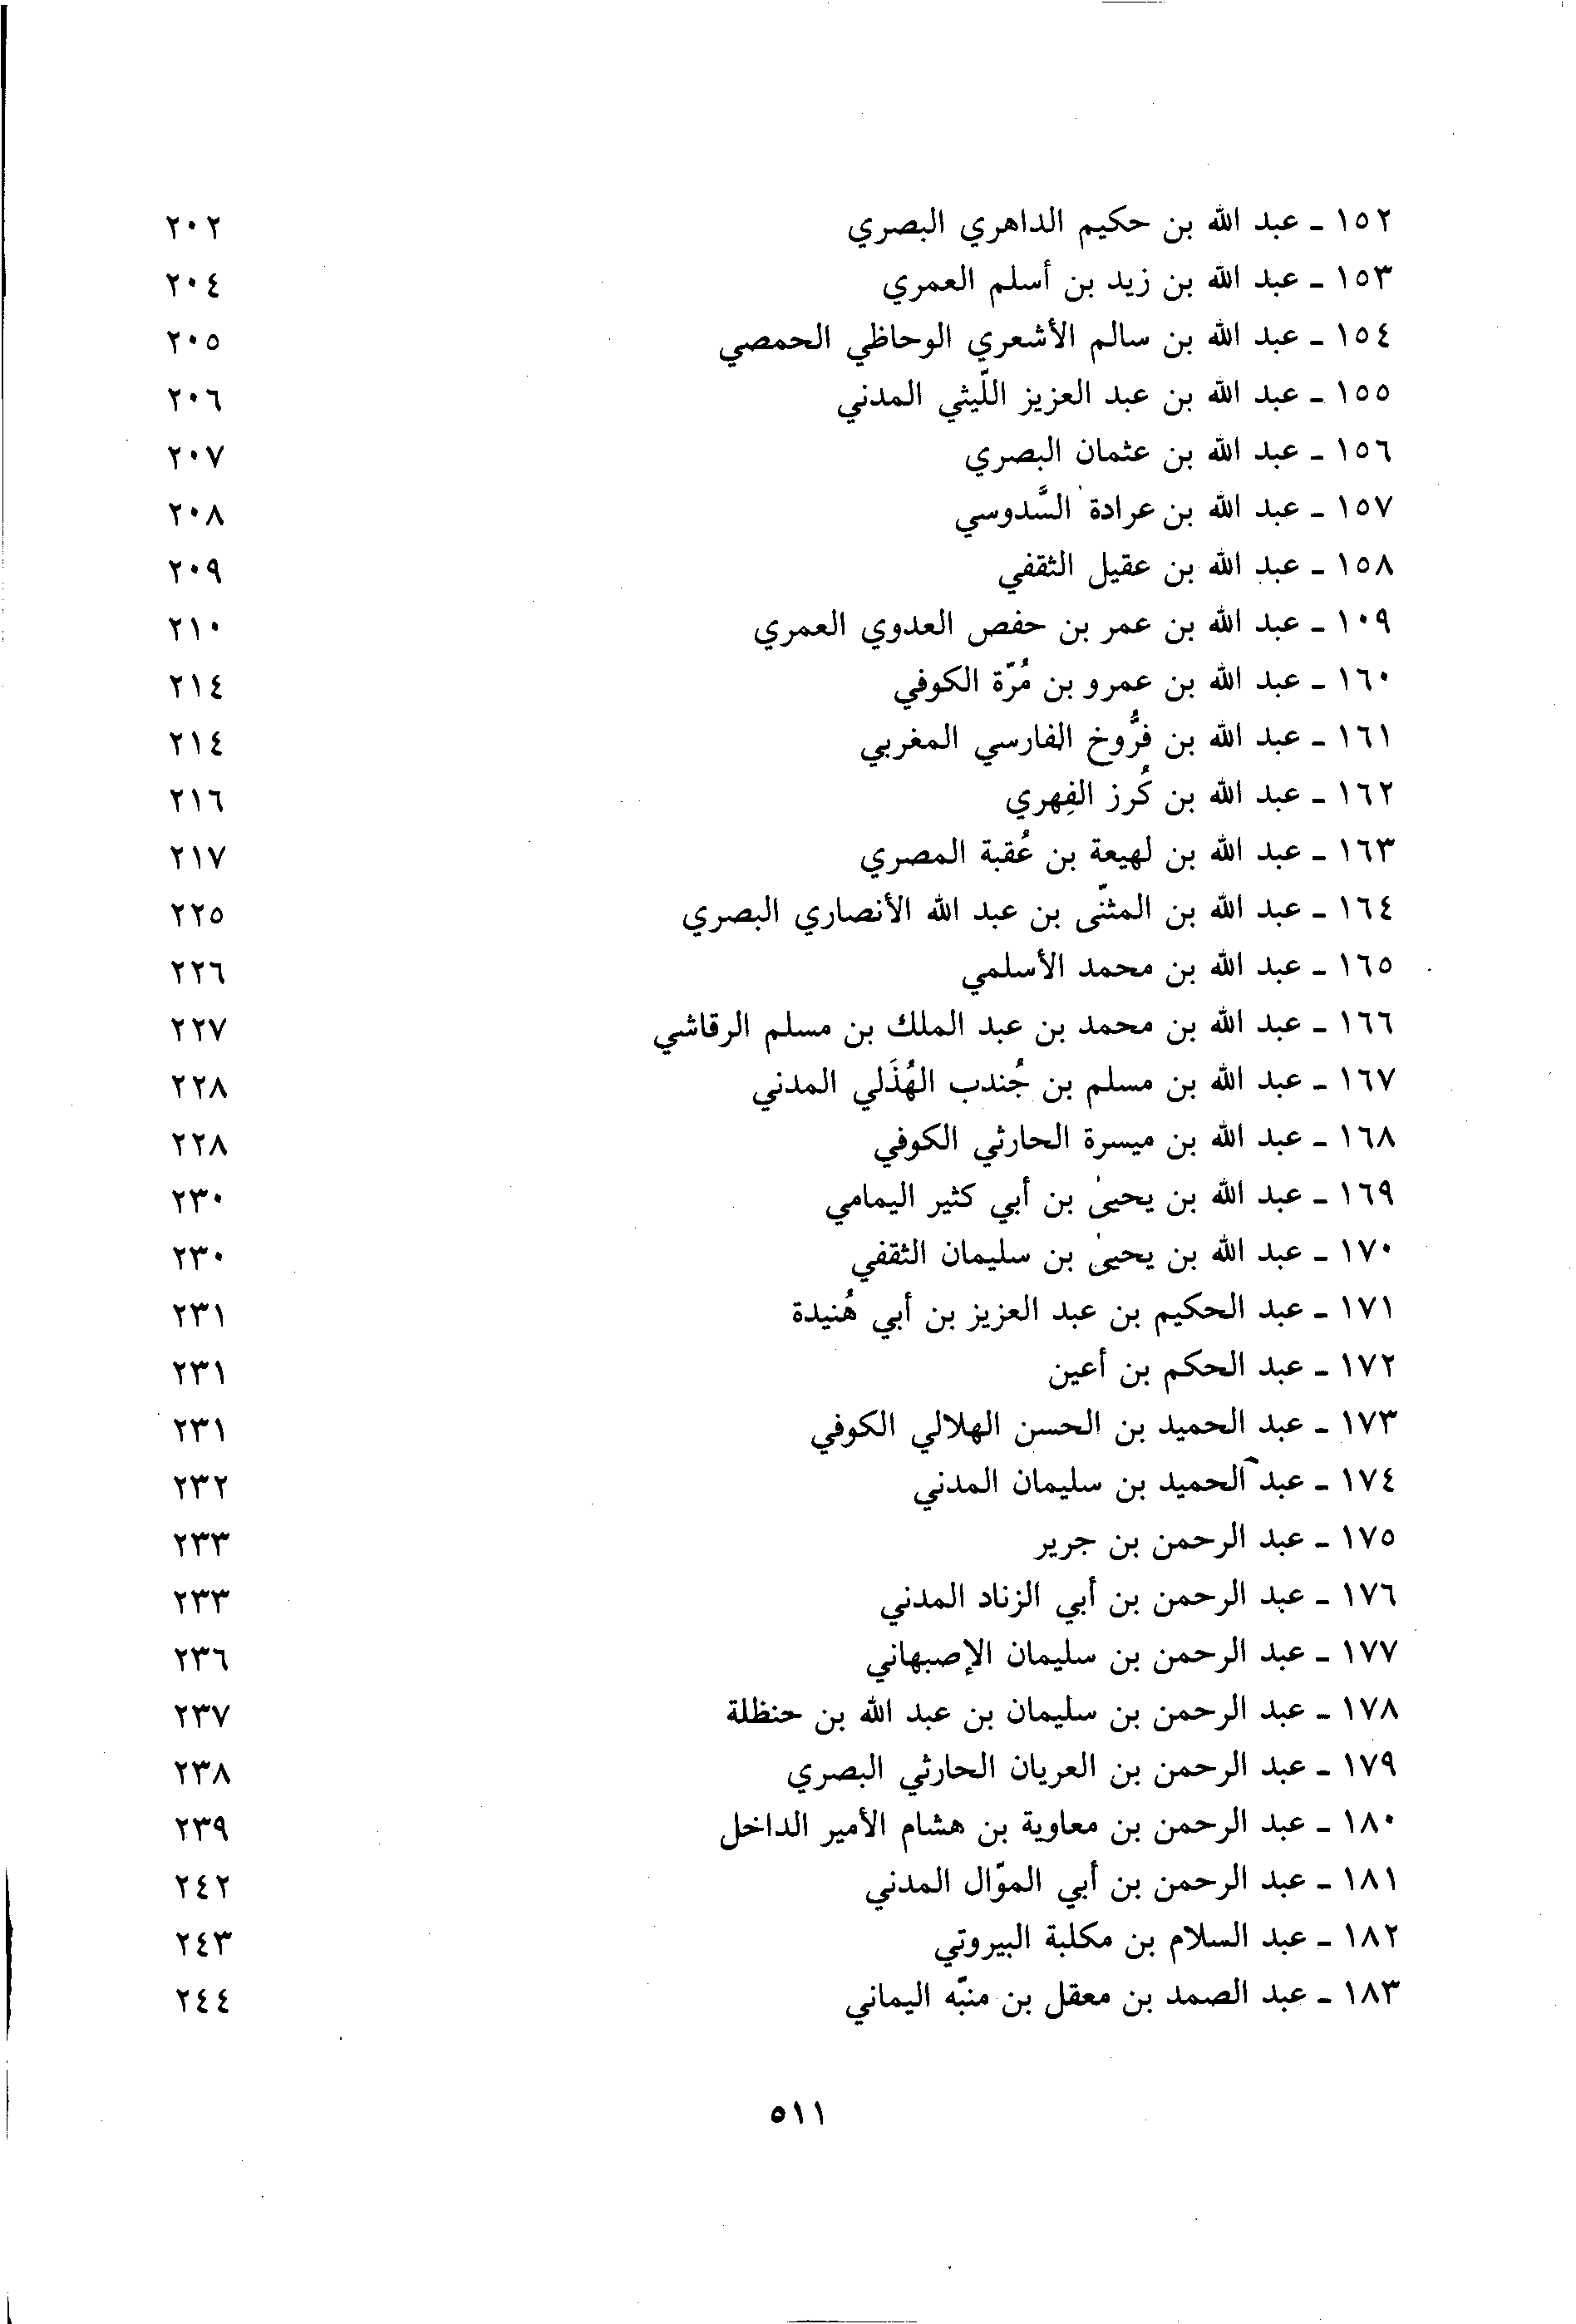 ١٥٢ - عبد الله بن حكيم الداهري البصري ٢٠٢
١٥٣ - عبد الله بن زيد بن أسلم العمري ٢٠٤
١٥٤ - عبد الله بن سالم الأشعري الوحاظي الحمصي ٢٠٥
١٥٥ - عبد الله بن عبد العزيز اللّيثي المدني ٢٠٦
١٥٦ - عبد الله بن عثمان البصري ٢٠٧
١٥٧ - عبد الله بن عرادة السَّدوسي ٢٠٨
١٥٨ - عبد الله بن عقيل الثقفي ٢٠٩
١٠٩ - عبد الله بن عمر بن حفص العدوي العمري ٢١٠
١٦٠ - عبد الله بن عمرو بن مُرّة الكوفي ٢١٤
١٦١ - عبد الله بن فرُّوخ الفارسي المغربي ٢١٤
١٦٢ - عبد الله بن كُرز الفِهري ٢١٦
١٦٣ - عبد الله بن لهيعة بن عُقبة المصري ٢١٧
١٦٤ - عبد الله بن المثنّى بن عبد الله الأنصاري البصري ٢٢٥
١٦٥ - عبد الله بن محمد الأسلمي ٢٢٦
١٦٦ - عبد الله بن محمد بن عبد الملك بن مسلم الرقاشي ٢٢٧
١٦٧ - عبد الله بن مسلم بن جُندب الهُذَلي المدني ٢٢٨
١٦٨ - عبد الله بن ميسرة الحارثي الكوفي ٢٢٨
١٦٩ - عبد الله بن يحيىٰ بن أبي كثير اليمامي ٢٣٠
١٧٠ - عبد الله بن يحيىٰ بن سليمان الثقفي ٢٣٠
١٧١ - عبد الحكيم بن عبد العزيز بن أبي هُنيدة ٢٣١
١٧٢ - عبد الحكم بن أعين ٢٣١
١٧٣ - عبد الحميد بن الحسن الهلالي الكوفي ٢٣١
١٧٤ - عبد الحميد بن سليمان المدني ٢٣٢
١٧٥ - عبد الرحمن بن جرير ٢٣٣
١٧٦ - عبد الرحمن بن أبي الزناد المدني ٢٣٣
١٧٧ - عبد الرحمن بن سليمان الإصبهاني ٢٣٦
١٧٨ - عبد الرحمن بن سليمان بن عبد الله بن حنظلة ٢٣٧
١٧٩ - عبد الرحمن بن العريان الحارثي البصري ٢٣٨
١٨٠ - عبد الرحمن بن معاوية بن هشام الأمير الداخل ٢٣٩
١٨١ - عبد الرحمن بن أبي الموّال المدني ٢٤٢
١٨٢ - عبد السلام بن مكلبة البيروتي ٢٤٣
١٨٣ - عبد الصمد بن معقل بن منبّه اليماني ٢٤٤
٥١١